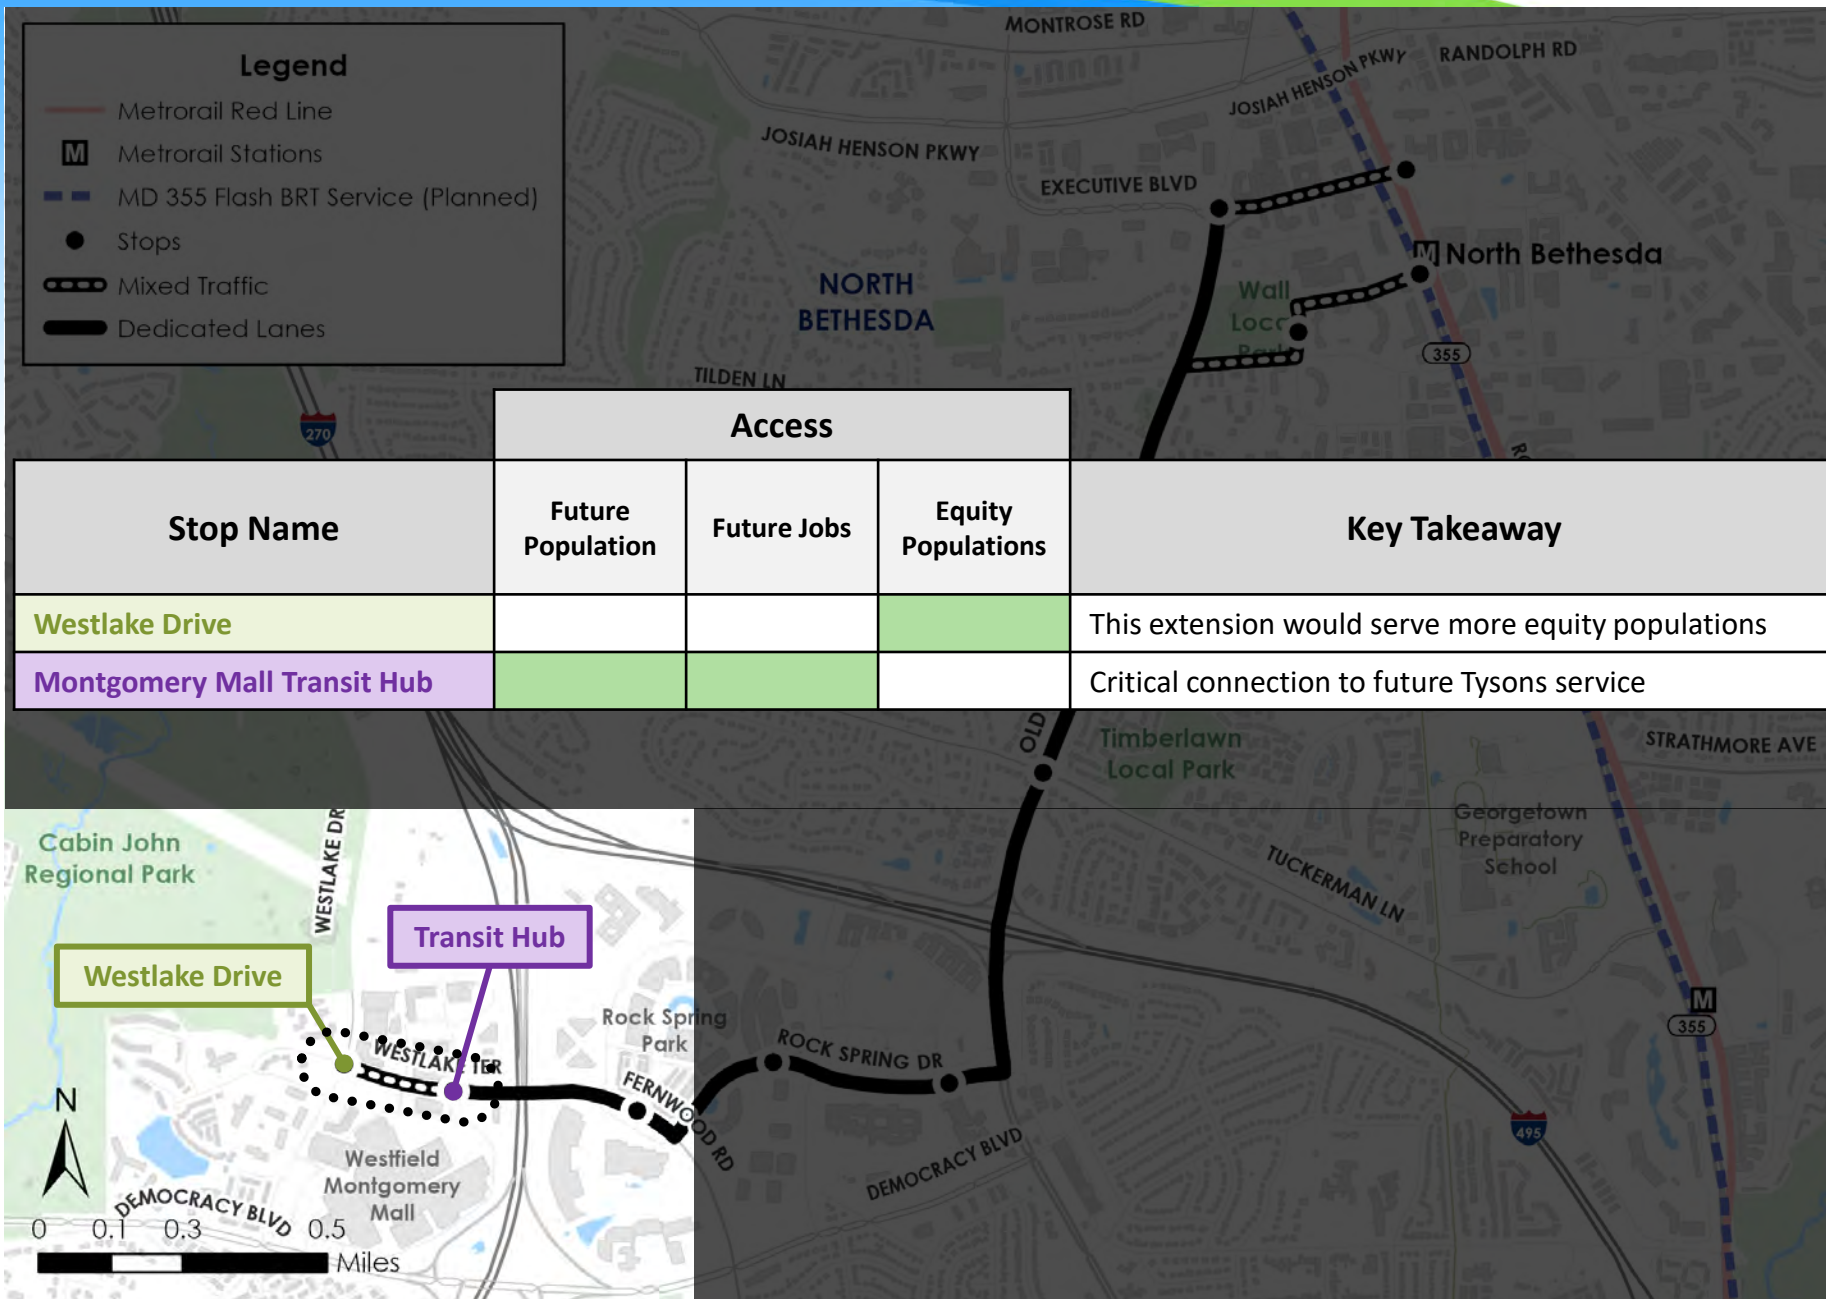 MONTROSE RD
RANDOLPH RD
JOSIAH HENSON PKWY
Legend
Metrorail Red Line
M Metrorail Stations
MD 355 Flash BRT Service (Planned)
Stops
Mixed Traffic
Dedicated Lanes
JOSIAH HENSON PKWY
EXECUTIVE BLVD
M North Bethesda
NORTH
BETHESDA
Wall
Park
355
TILDEN LN
270
Access
Stop Name
Future
Population
Future Jobs
Equity
Populations
Key Takeaway
Westlake Drive
This extension would serve more equity populations
Montgomery Mall Transit Hub
Critical connection to future Tysons service
OLD
Timberlawn
Local Park
STRATHMORE AVE
Georgetown
Preparatory
School
TUCKERMAN LN
Cabin John
Regional Park
WESTLAKE DR
Transit Hub
Westlake Drive
M
355
Rock Spring
Park
ROCK SPRING DR
WESTLAKE TER
FERNWOOD RD
N
495
DEMOCRACY BLVD
Westfield
Montgomery
Mall
DEMOCRACY BLVD
0 0.1 0.3 0.5
Miles